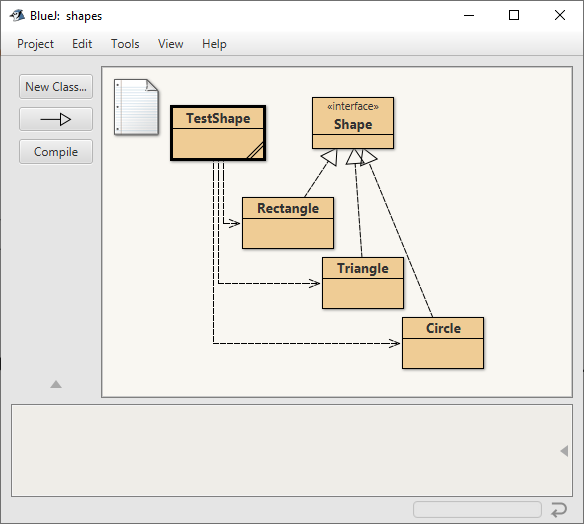 BlueJ:  shapes
Project Edit Tools View Help
New Class...
Compile
TestShape
«interface»
Shape
Rectangle
Triangle
Circle